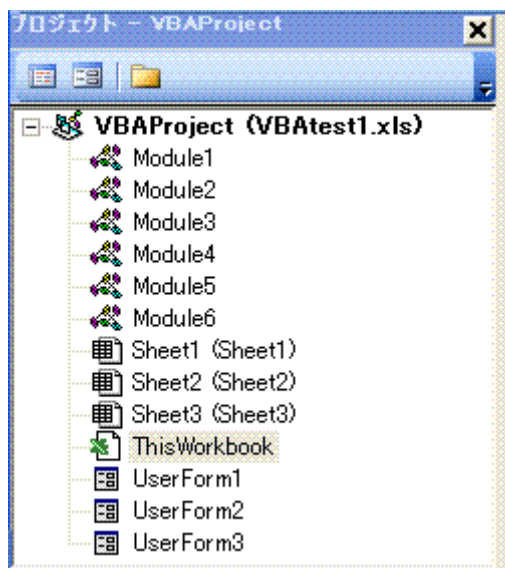 プロジェクト - VBAProject
VBAProject (VBAtest1.xls)
Module1
Module2
Module3
Module4
Module5
Module6
Sheet1 (Sheet1)
Sheet2 (Sheet2)
Sheet3 (Sheet3)
ThisWorkbook
UserForm1
UserForm2
UserForm3